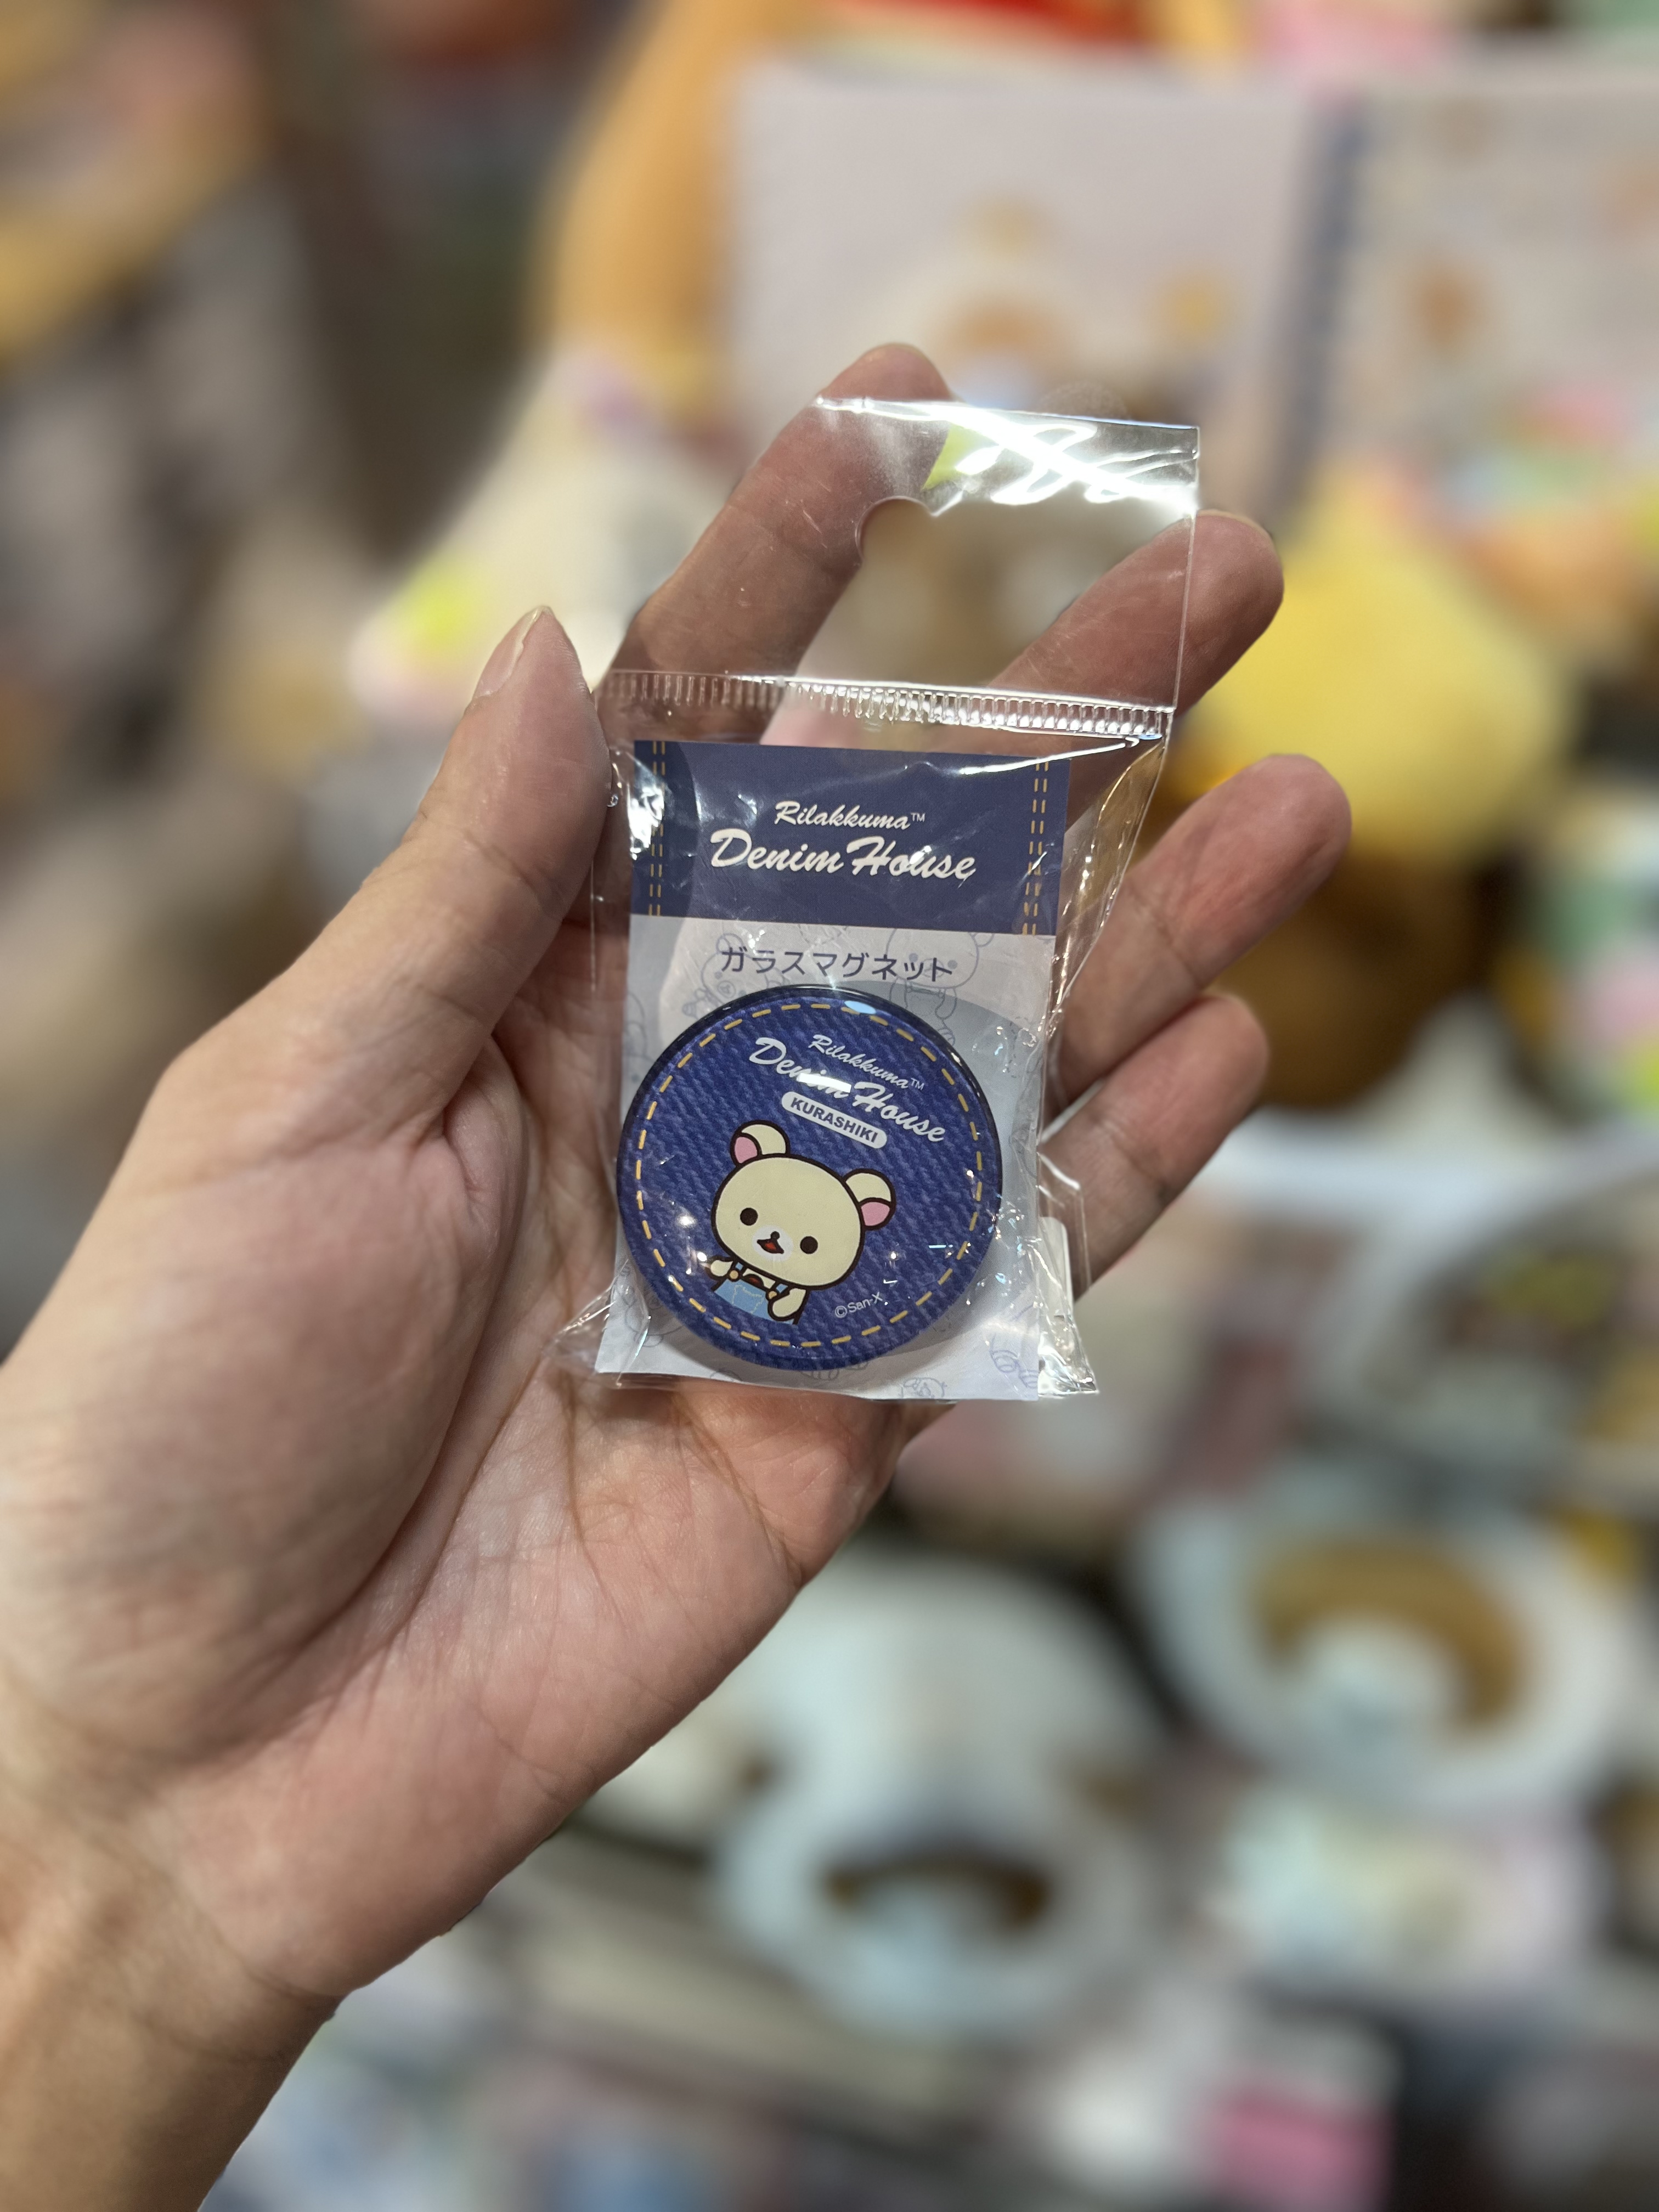 Rilakkuma™
Denim House
ガラスマグネット
Rilakkuma™
Denim House
KURASHIKI
©San-X